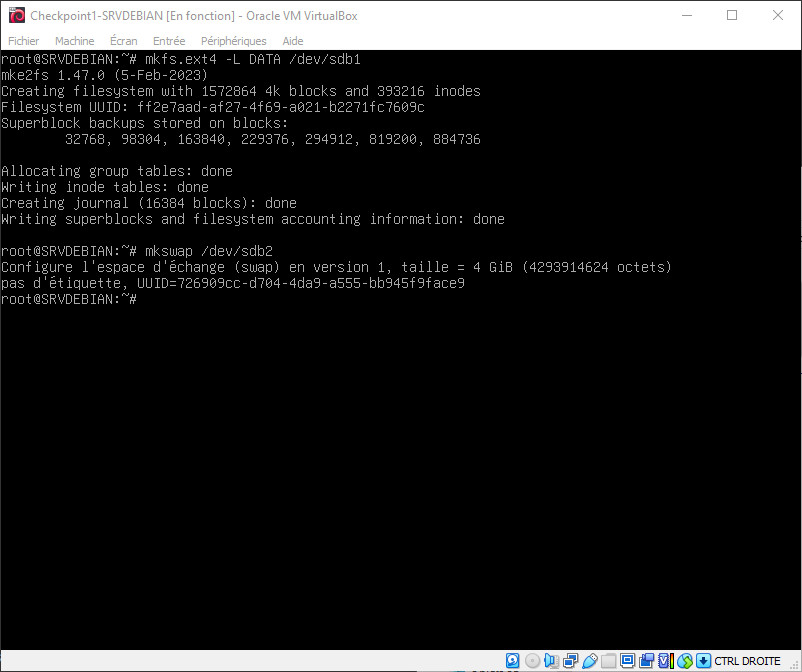 Checkpoint1-SRVDEBIAN [En fonction] - Oracle VM VirtualBox
Fichier Machine Écran Entrée Périphériques Aide
root@SRVDEBIAN:~# mkfs.ext4 -L DATA /dev/sdb1
mke2fs 1.47.0 (5-Feb-2023)
Creating filesystem with 1572864 4k blocks and 393216 inodes
Filesystem UUID: ff2e7aad-af27-4f69-a021-b2271fc7609c
Superblock backups stored on blocks:
32768, 98304, 163840, 229376, 294912, 819200, 884736
Allocating group tables: done
Writing inode tables: done
Creating journal (16384 blocks): done
Writing superblocks and filesystem accounting information: done
root@SRVDEBIAN:~# mkswap /dev/sdb2
Configure l'espace d'échange (swap) en version 1, taille = 4 GiB (4293914624 octets)
pas d'étiquette, UUID=726909cc-d704-4da9-a555-bb945f9face9
root@SRVDEBIAN:~#
CTRL DROITE